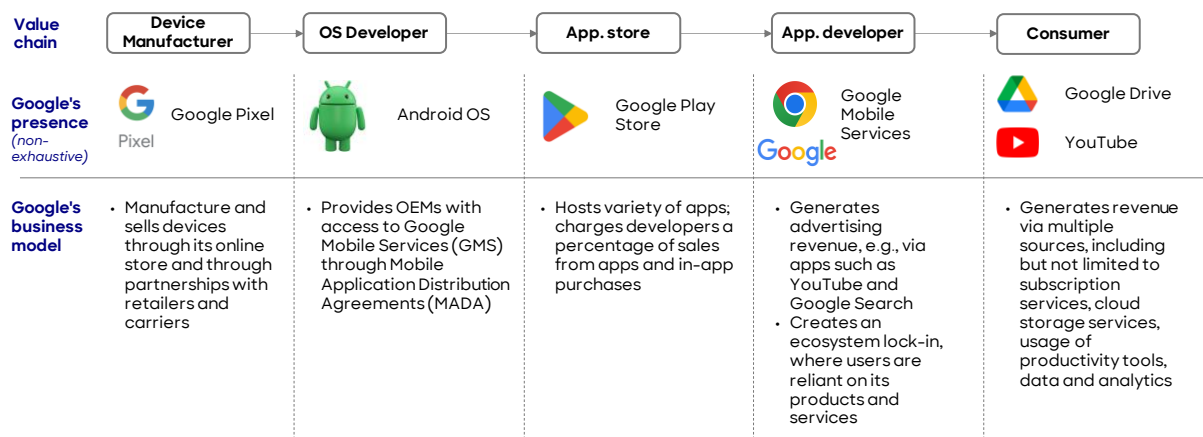 Value
chain
Device
Manufacturer
OS Developer
App. store
App. developer
Consumer
Google's
presence
(non-
exhaustive)
Pixel
Google Pixel
Android OS
Google Play
Store
Google
Google
Mobile
Services
Google Drive
YouTube
Google's
business
model
• Manufacture and
sells devices
through its online
store and through
partnerships with
retailers and
carriers
• Provides OEMs with
access to Google
Mobile Services (GMS)
through Mobile
Application Distribution
Agreements (MADA)
• Hosts variety of apps;
charges developers a
percentage of sales
from apps and in-app
purchases
• Generates
advertising
revenue, e.g., via
apps such as
YouTube and
Google Search
• Creates an
ecosystem lock-in,
where users are
reliant on its
products and
services
• Generates revenue
via multiple
sources, including
but not limited to
subscription
services, cloud
storage services,
usage of
productivity tools,
data and analytics